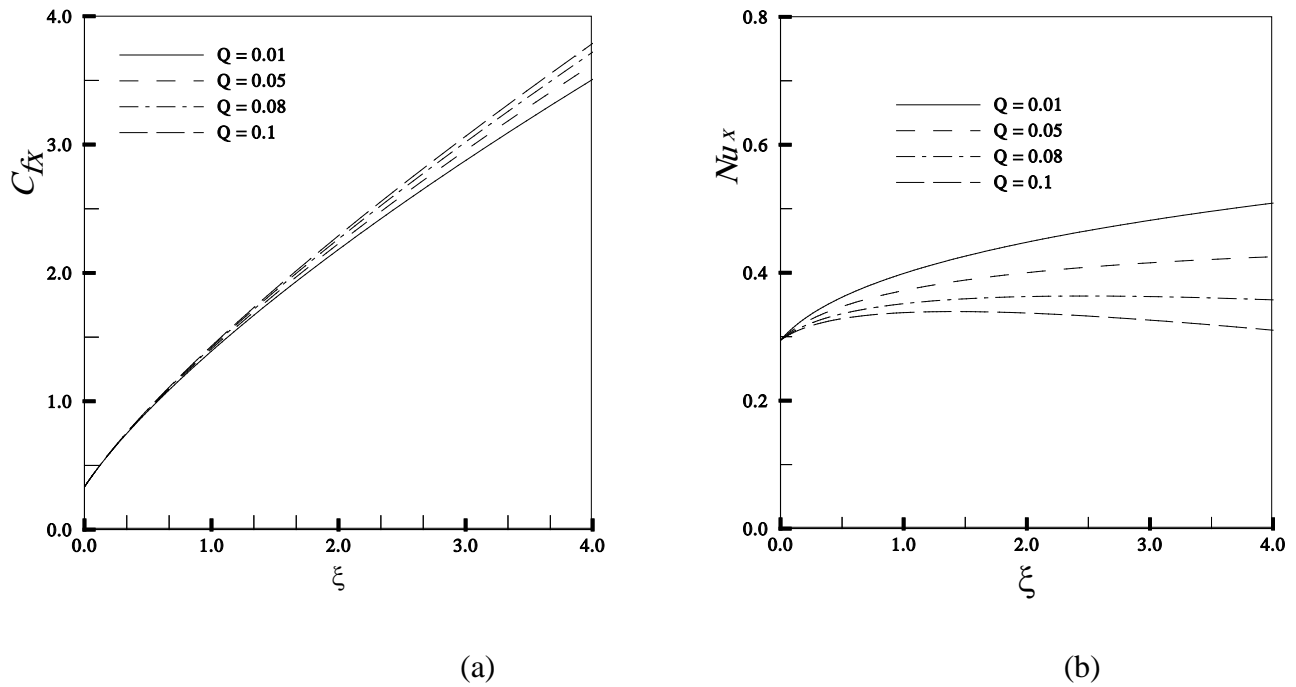 4.0
3.0
2.0
1.0
0.0
C_fx
Q = 0.01
Q = 0.05
Q = 0.08
Q = 0.1
0.0 1.0 2.0 3.0 4.0
ξ
(a)
0.8
0.6
0.4
0.2
0.0
Nu x
Q = 0.01
Q = 0.05
Q = 0.08
Q = 0.1
0.0 1.0 2.0 3.0 4.0
ξ
(b)